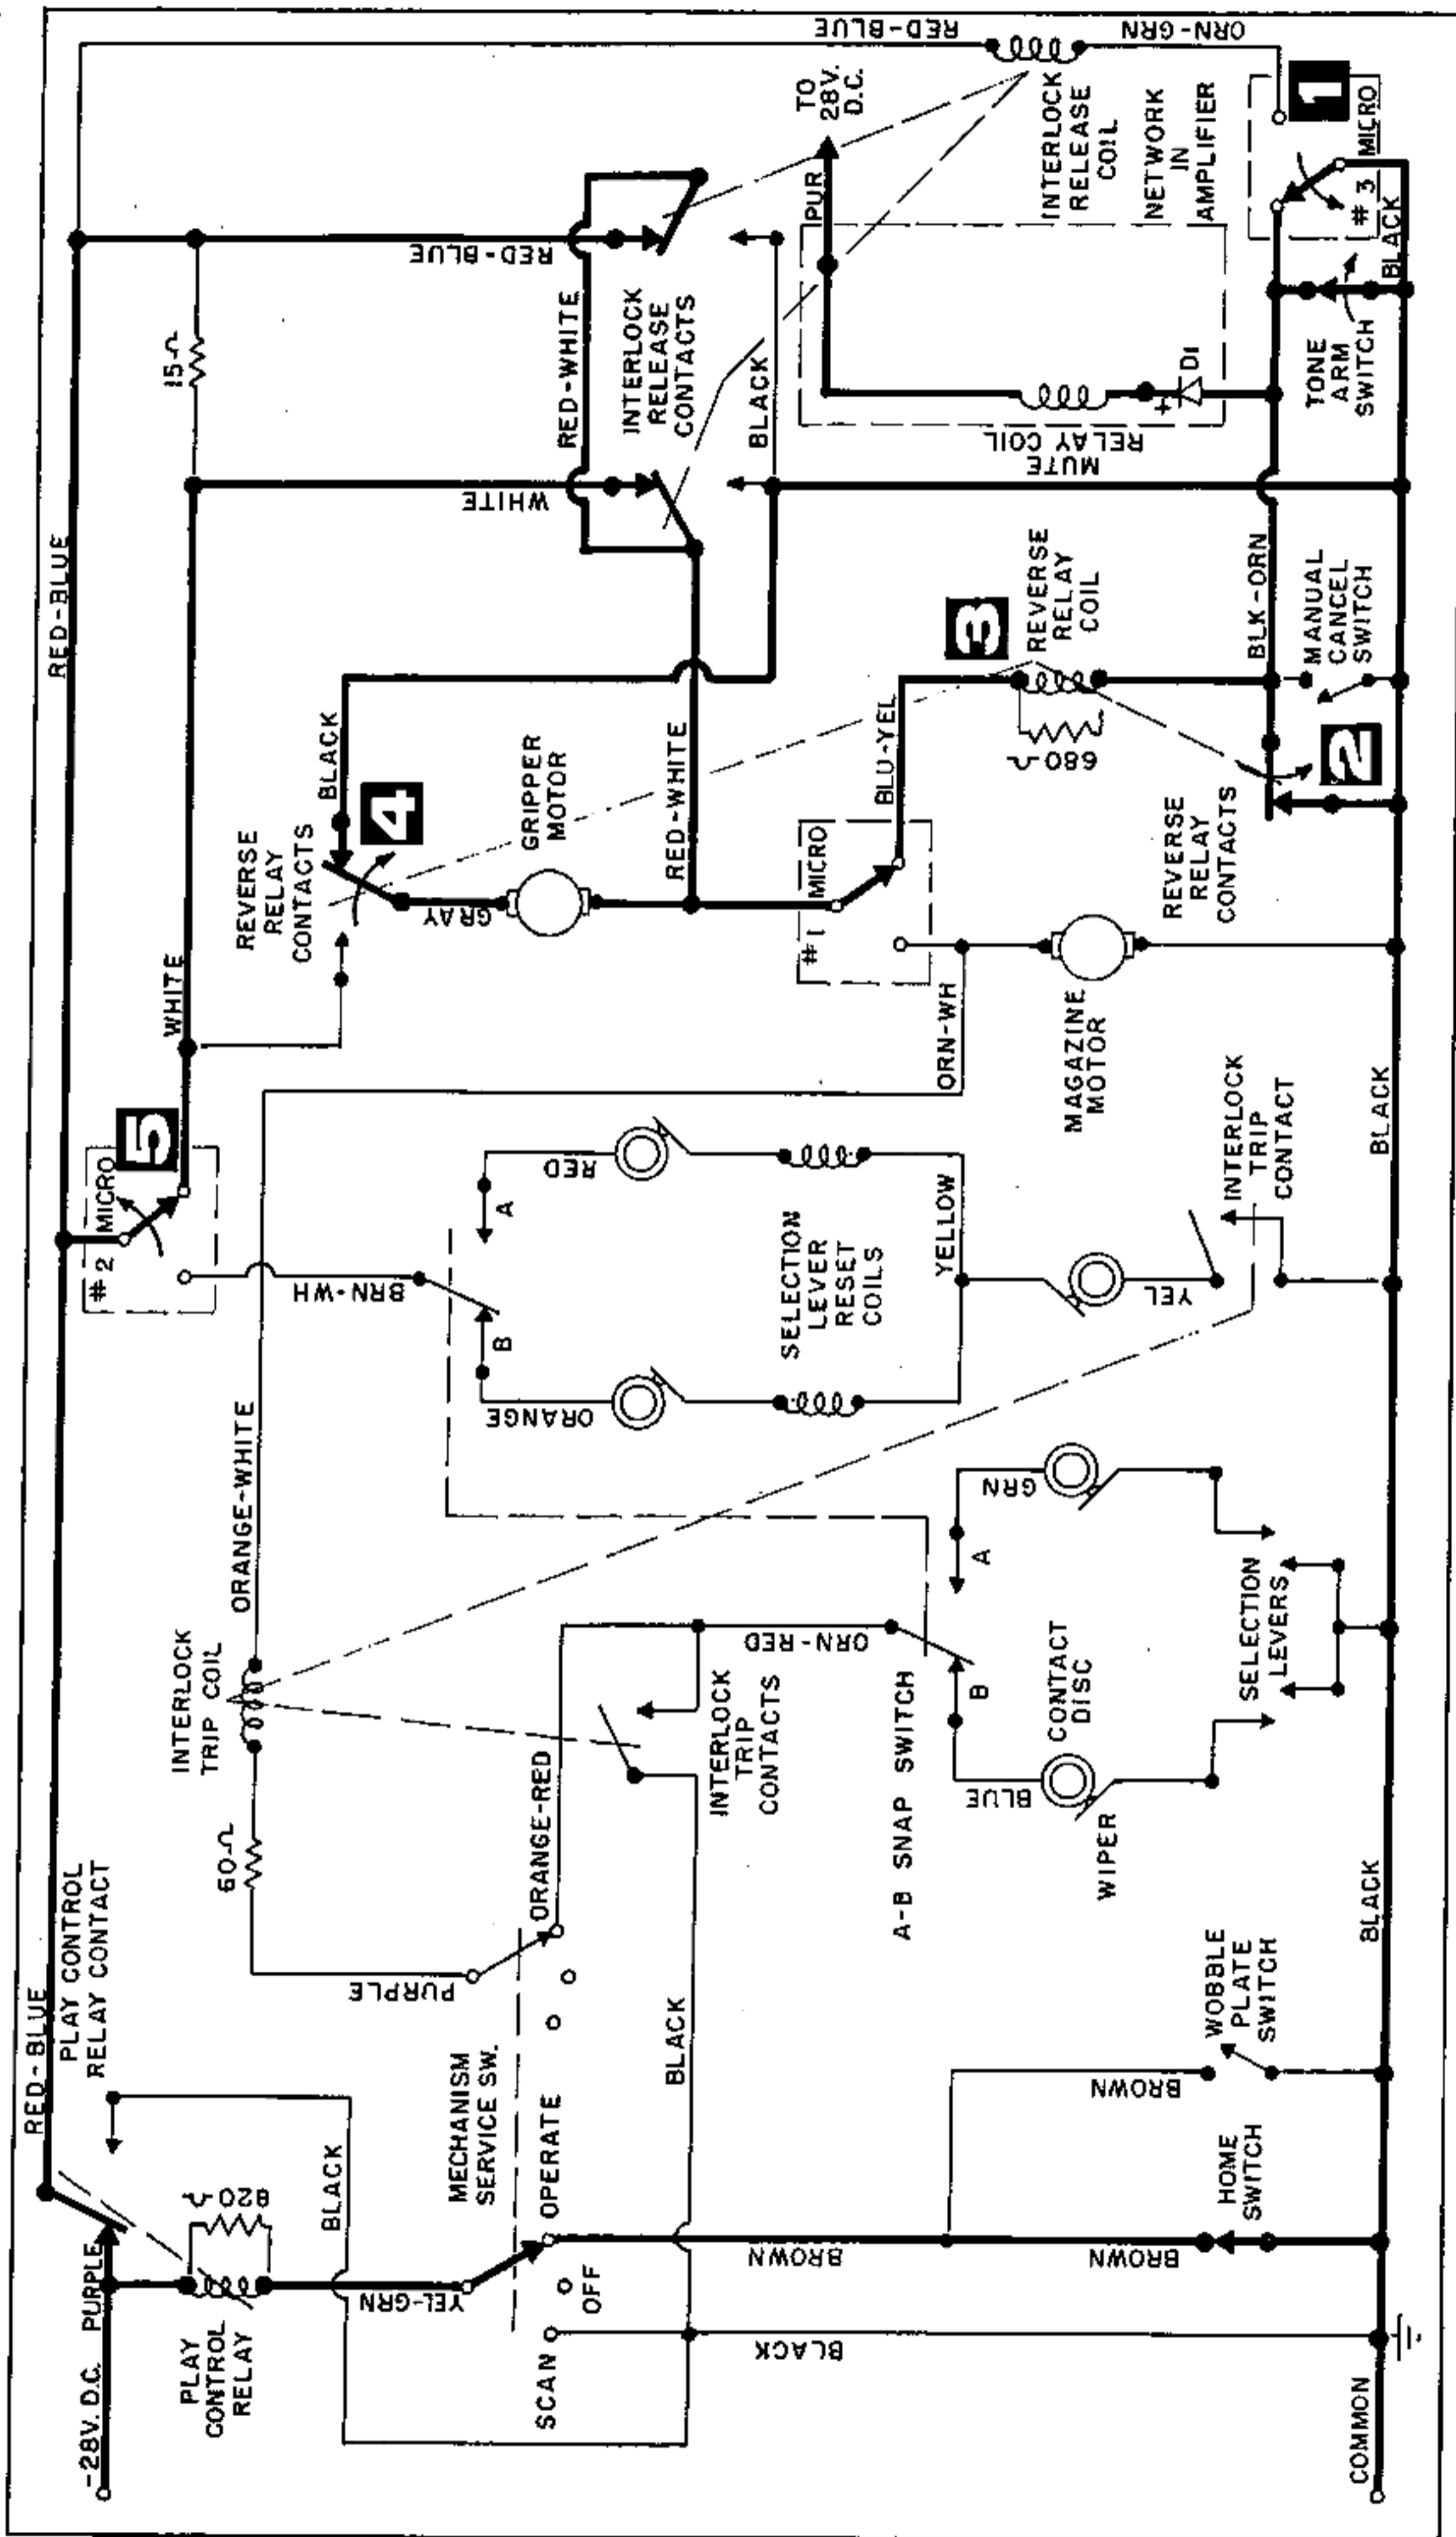 -28V. D.C.
PURPLE
RED-BLUE
PLAY CONTROL
RELAY CONTACT
PLAY
CONTROL
RELAY
820 Ω
BLACK
YEL-GRN
MECHANISM
SERVICE SW.
SCAN
OFF
OPERATE
BLACK
BROWN
BROWN
HOME
SWITCH
BROWN
WOBBLE
PLATE
SWITCH
COMMON
BLACK
PURPLE
ORANGE-RED
BLACK
INTERLOCK
TRIP COIL
ORANGE-WHITE
INTERLOCK
TRIP
CONTACTS
ORN-RED
A-B SNAP SWITCH
B
A
BLUE
CONTACT
DISC
WIPER
GRN
SELECTION
LEVERS
RED-BLUE
#2
MICRO
5
WHITE
BRN-WH
B
A
ORANGE
RED
SELECTION
LEVER
RESET
COILS
YELLOW
YEL
INTERLOCK
TRIP
CONTACT
BLACK
ORN-WH
MAGAZINE
MOTOR
REVERSE
RELAY
CONTACTS
BLACK
4
GRAY
GRIPPER
MOTOR
RED-WHITE
#1
MICRO
BLU-YEL
3
REVERSE
RELAY
COIL
680 Ω
REVERSE
RELAY
CONTACTS
2
BLK-ORN
MANUAL
CANCEL
SWITCH
15 Ω
WHITE
RED-BLUE
RED-WHITE
INTERLOCK
RELEASE
CONTACTS
BLACK
MUTE
RELAY COIL
+
D1
PUR
TO
28V.
D.C.
INTERLOCK
RELEASE
COIL
NETWORK
IN
AMPLIFIER
TONE
ARM
SWITCH
BLACK
#3
MICRO
1
RED-BLUE
ORN-GRN